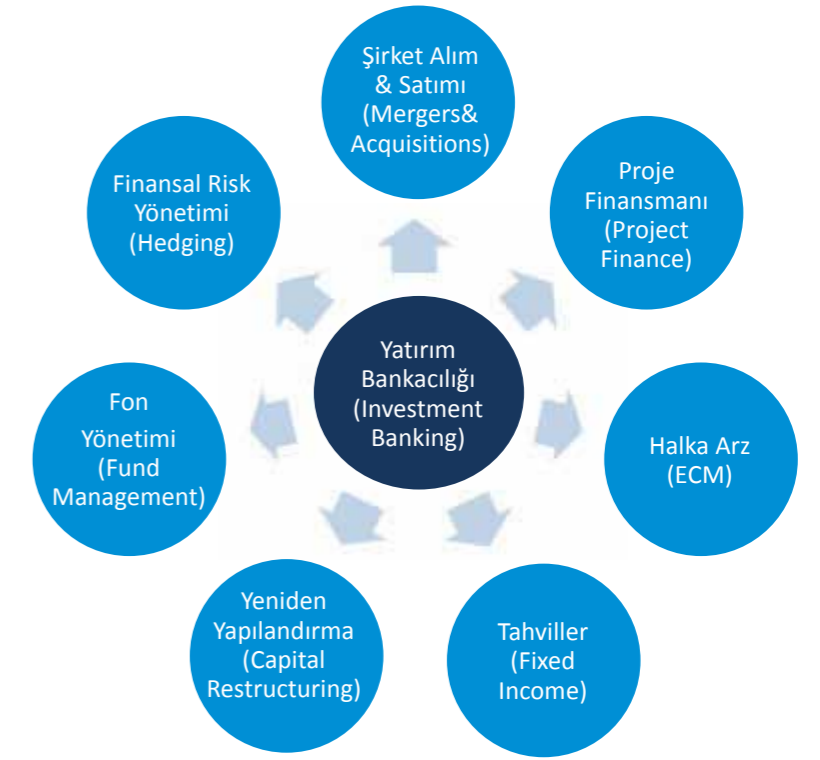 Şirket Alım
& Satımı
(Mergers&
Acquisitions)
Proje
Finansmanı
(Project
Finance)
Halka Arz
(ECM)
Tahviller
(Fixed
Income)
Yeniden
Yapılandırma
(Capital
Restructuring)
Fon
Yönetimi
(Fund
Management)
Finansal Risk
Yönetimi
(Hedging)
Yatırım
Bankacılığı
(Investment
Banking)